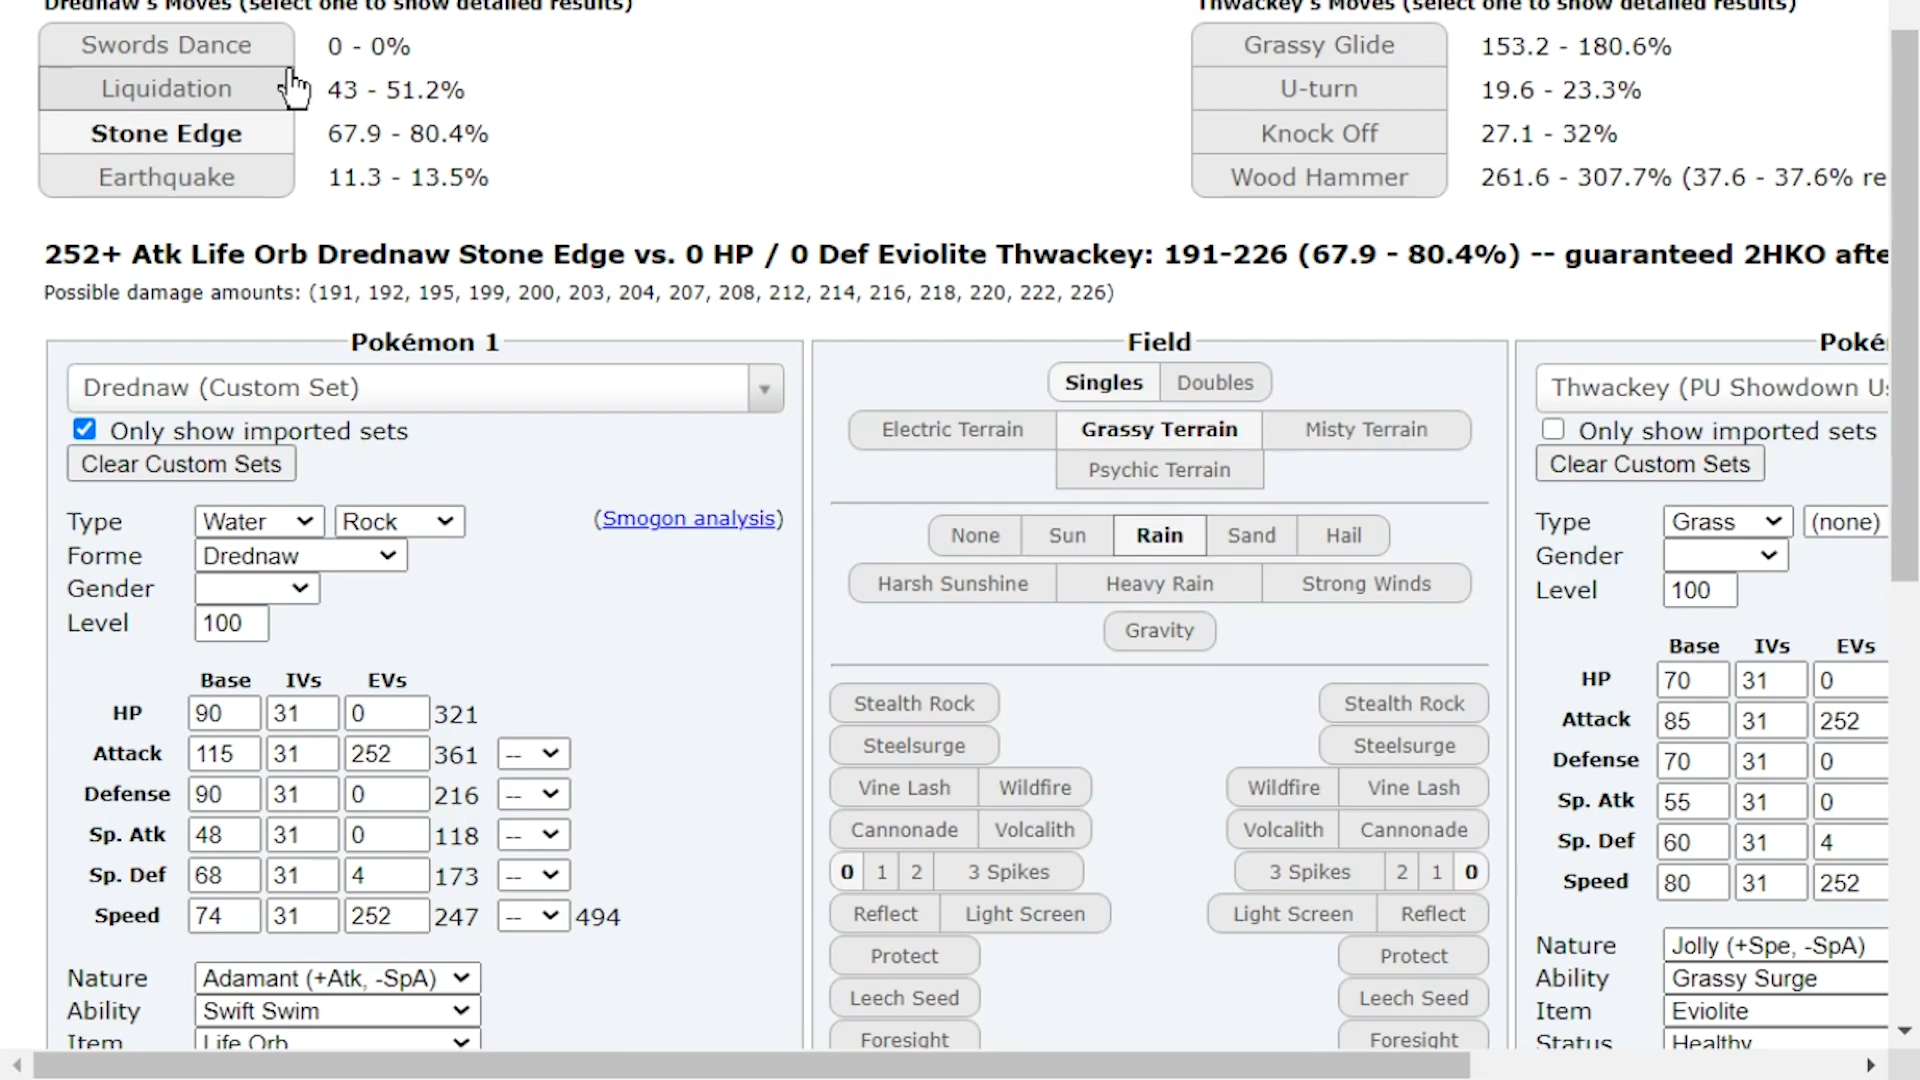 Drednaw's Moves (select one to show detailed results)
Thwackey's Moves (select one to show detailed results)
Swords Dance 0 - 0%
Liquidation 43 - 51.2%
Stone Edge 67.9 - 80.4%
Earthquake 11.3 - 13.5%
Grassy Glide 153.2 - 180.6%
U-turn 19.6 - 23.3%
Knock Off 27.1 - 32%
Wood Hammer 261.6 - 307.7% (37.6 - 37.6% re
252+ Atk Life Orb Drednaw Stone Edge vs. 0 HP / 0 Def Eviolite Thwackey: 191-226 (67.9 - 80.4%) -- guaranteed 2HKO afte
Possible damage amounts: (191, 192, 195, 199, 200, 203, 204, 207, 208, 212, 214, 216, 218, 220, 222, 226)
Pokémon 1
Drednaw (Custom Set)
Only show imported sets
Clear Custom Sets
Type Water Rock (Smogon analysis)
Forme Drednaw
Gender
Level 100
Base IVs EVs
HP 90 31 0 321
Attack 115 31 252 361 --
Defense 90 31 0 216 --
Sp. Atk 48 31 0 118 --
Sp. Def 68 31 4 173 --
Speed 74 31 252 247 -- 494
Nature Adamant (+Atk, -SpA)
Ability Swift Swim
Item Life Orb
Field
Singles Doubles
Electric Terrain Grassy Terrain Misty Terrain
Psychic Terrain
None Sun Rain Sand Hail
Harsh Sunshine Heavy Rain Strong Winds
Gravity
Stealth Rock Stealth Rock
Steelsurge Steelsurge
Vine Lash Wildfire Wildfire Vine Lash
Cannonade Volcalith Volcalith Cannonade
0 1 2 3 Spikes 3 Spikes 2 1 0
Reflect Light Screen Light Screen Reflect
Protect Protect
Leech Seed Leech Seed
Foresight Foresight
Poké
Thwackey (PU Showdown Us
Only show imported sets
Clear Custom Sets
Type Grass (none)
Gender
Level 100
Base IVs EVs
HP 70 31 0
Attack 85 31 252
Defense 70 31 0
Sp. Atk 55 31 0
Sp. Def 60 31 4
Speed 80 31 252
Nature Jolly (+Spe, -SpA)
Ability Grassy Surge
Item Eviolite
Status Healthy